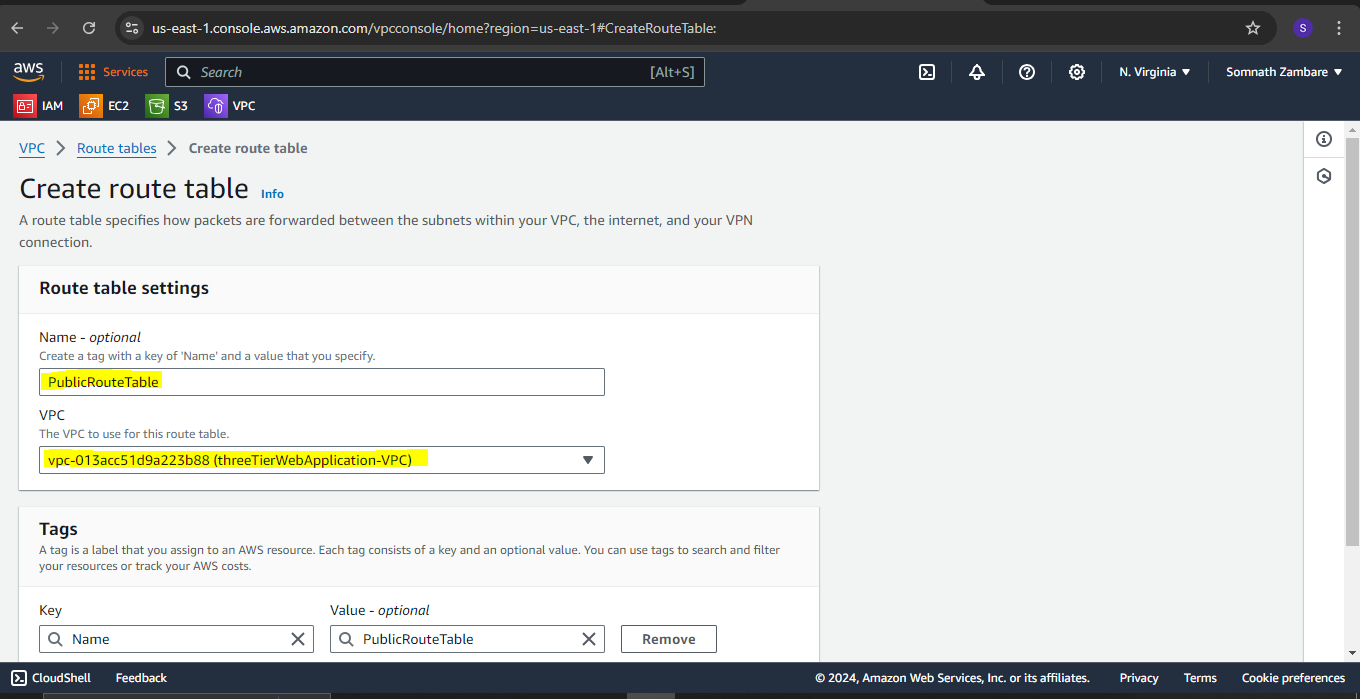 us-east-1.console.aws.amazon.com/vpcconsole/home?region=us-east-1#CreateRouteTable:
S
aws
Services
Search
[Alt+S]
N. Virginia
Somnath Zambare
IAM
EC2
S3
VPC
VPC > Route tables > Create route table
Create route table Info
A route table specifies how packets are forwarded between the subnets within your VPC, the internet, and your VPN
connection.
Route table settings
Name - optional
Create a tag with a key of 'Name' and a value that you specify.
PublicRouteTable
VPC
The VPC to use for this route table.
vpc-013acc51d9a223b88 (threeTierWebApplication-VPC)
Tags
A tag is a label that you assign to an AWS resource. Each tag consists of a key and an optional value. You can use tags to search and filter
your resources or track your AWS costs.
Key
Value - optional
Name
PublicRouteTable
Remove
CloudShell
Feedback
© 2024, Amazon Web Services, Inc. or its affiliates.
Privacy
Terms
Cookie preferences